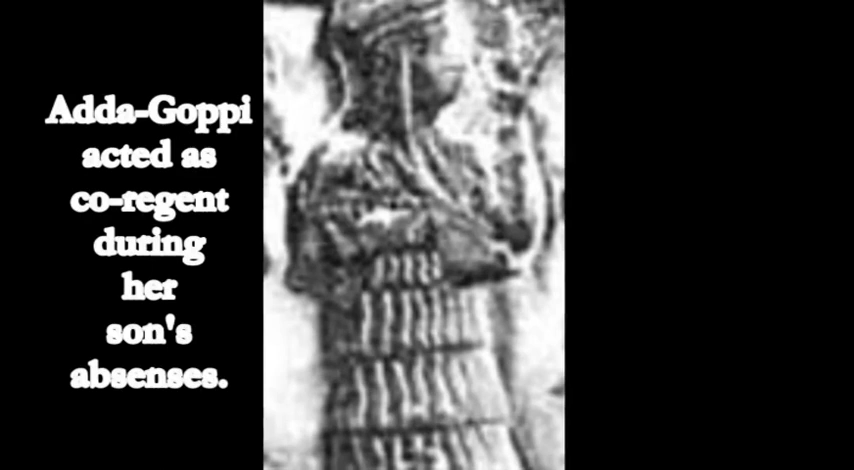 Adda-Goppi
acted as
co-regent
during
her
son's
absenses.